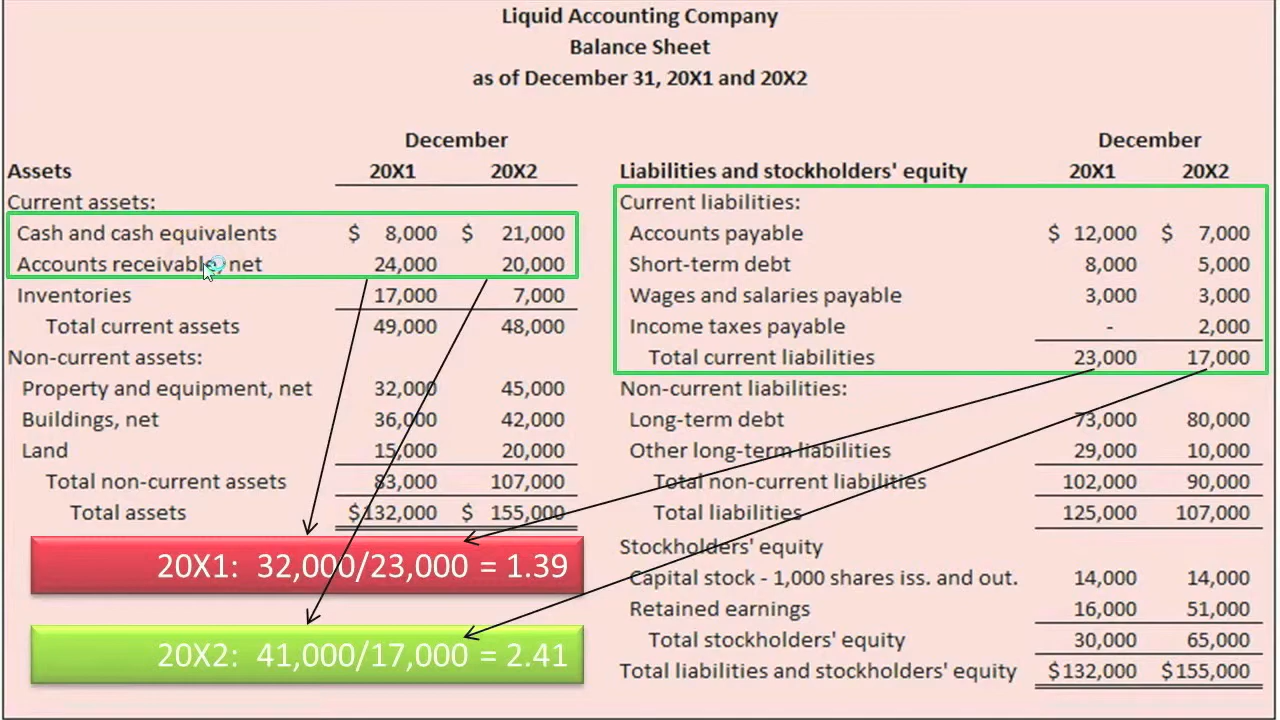 Liquid Accounting Company
Balance Sheet
as of December 31, 20X1 and 20X2
December
Assets 20X1 20X2
Current assets:
Cash and cash equivalents $ 8,000 $ 21,000
Accounts receivable, net 24,000 20,000
Inventories 17,000 7,000
Total current assets 49,000 48,000
Non-current assets:
Property and equipment, net 32,000 45,000
Buildings, net 36,000 42,000
Land 15,000 20,000
Total non-current assets 83,000 107,000
Total assets $132,000 $ 155,000
20X1: 32,000/23,000 = 1.39
20X2: 41,000/17,000 = 2.41
December
Liabilities and stockholders' equity 20X1 20X2
Current liabilities:
Accounts payable $ 12,000 $ 7,000
Short-term debt 8,000 5,000
Wages and salaries payable 3,000 3,000
Income taxes payable - 2,000
Total current liabilities 23,000 17,000
Non-current liabilities:
Long-term debt 73,000 80,000
Other long-term liabilities 29,000 10,000
Total non-current liabilities 102,000 90,000
Total liabilities 125,000 107,000
Stockholders' equity
Capital stock - 1,000 shares iss. and out. 14,000 14,000
Retained earnings 16,000 51,000
Total stockholders' equity 30,000 65,000
Total liabilities and stockholders' equity $132,000 $155,000